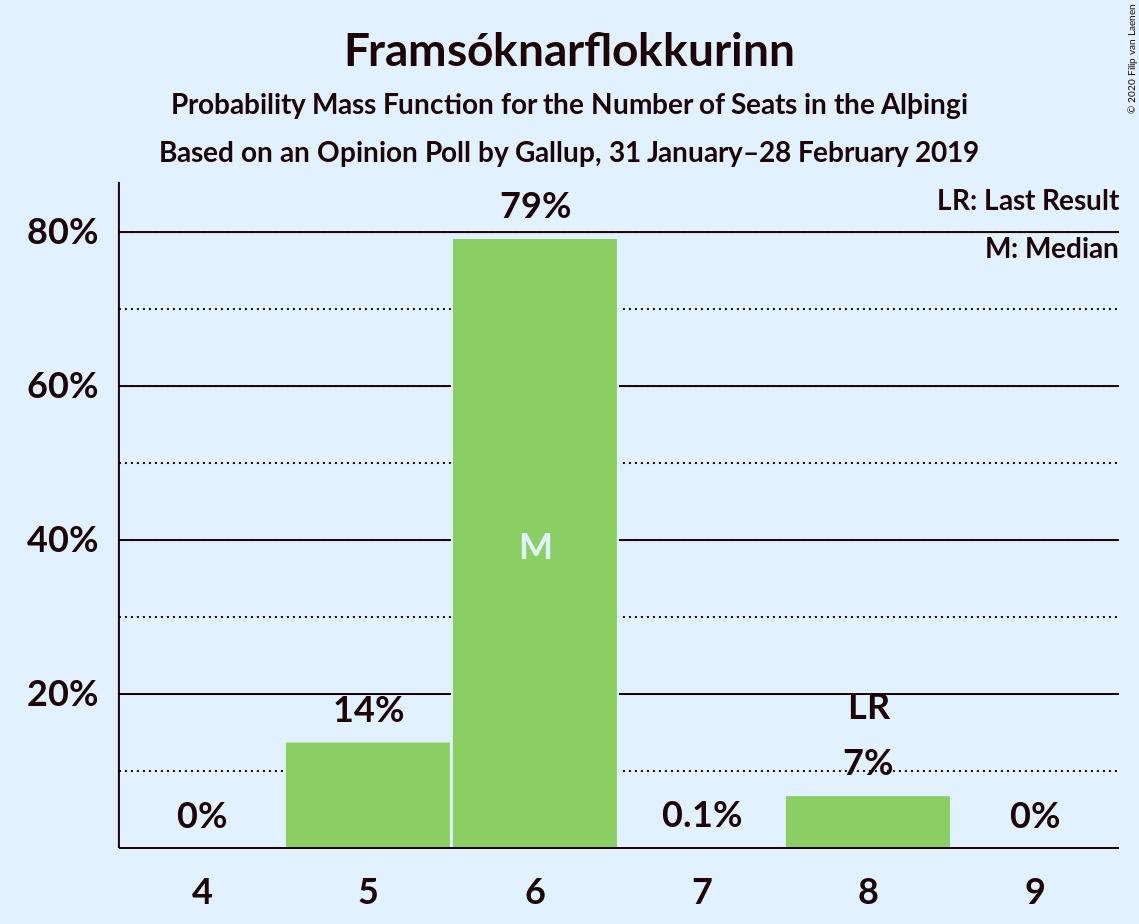 Framsóknarflokkurinn
Probability Mass Function for the Number of Seats in the Alþingi
Based on an Opinion Poll by Gallup, 31 January–28 February 2019
© 2020 Filip van Laenen
LR: Last Result
M: Median
80%
60%
40%
20%
0%
14%
79%
M
0.1%
LR
7%
0%
4 5 6 7 8 9